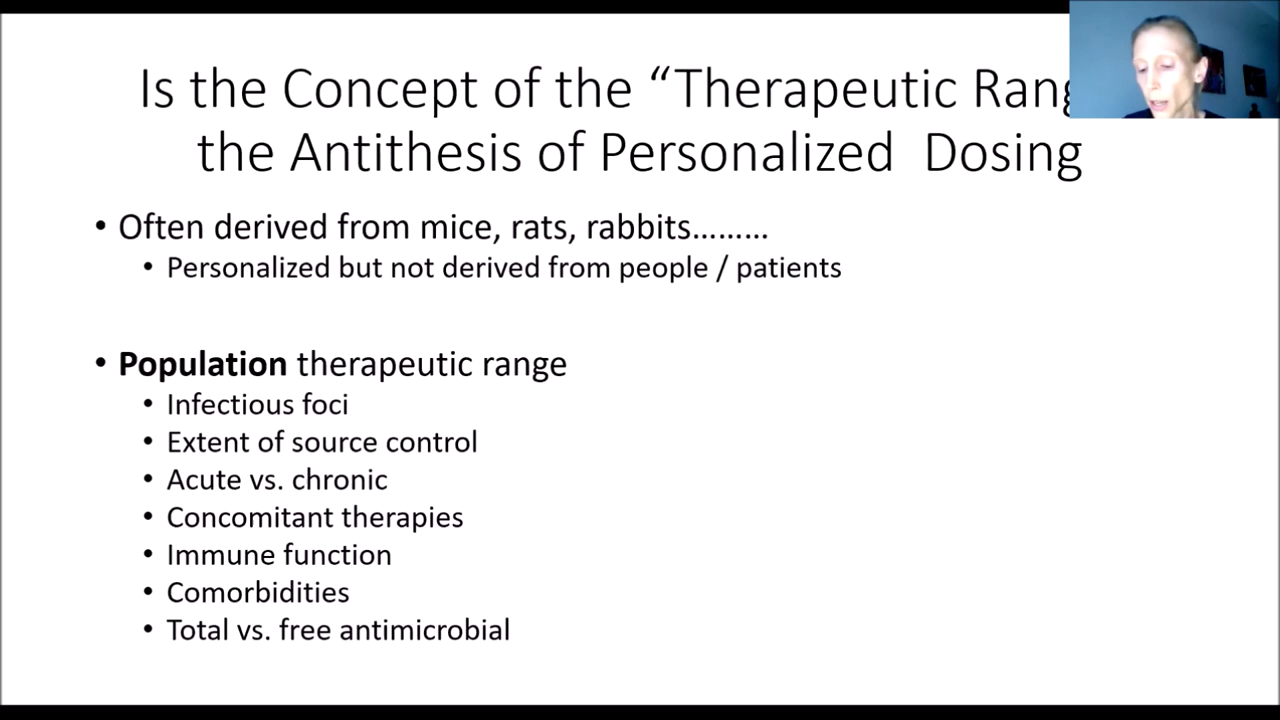 Is the Concept of the “Therapeutic
the Antithesis of Personalized Dosing
• Often derived from mice, rats, rabbits………
• Personalized but not derived from people / patients
• Population therapeutic range
• Infectious foci
• Extent of source control
• Acute vs. chronic
• Concomitant therapies
• Immune function
• Comorbidities
• Total vs. free antimicrobial